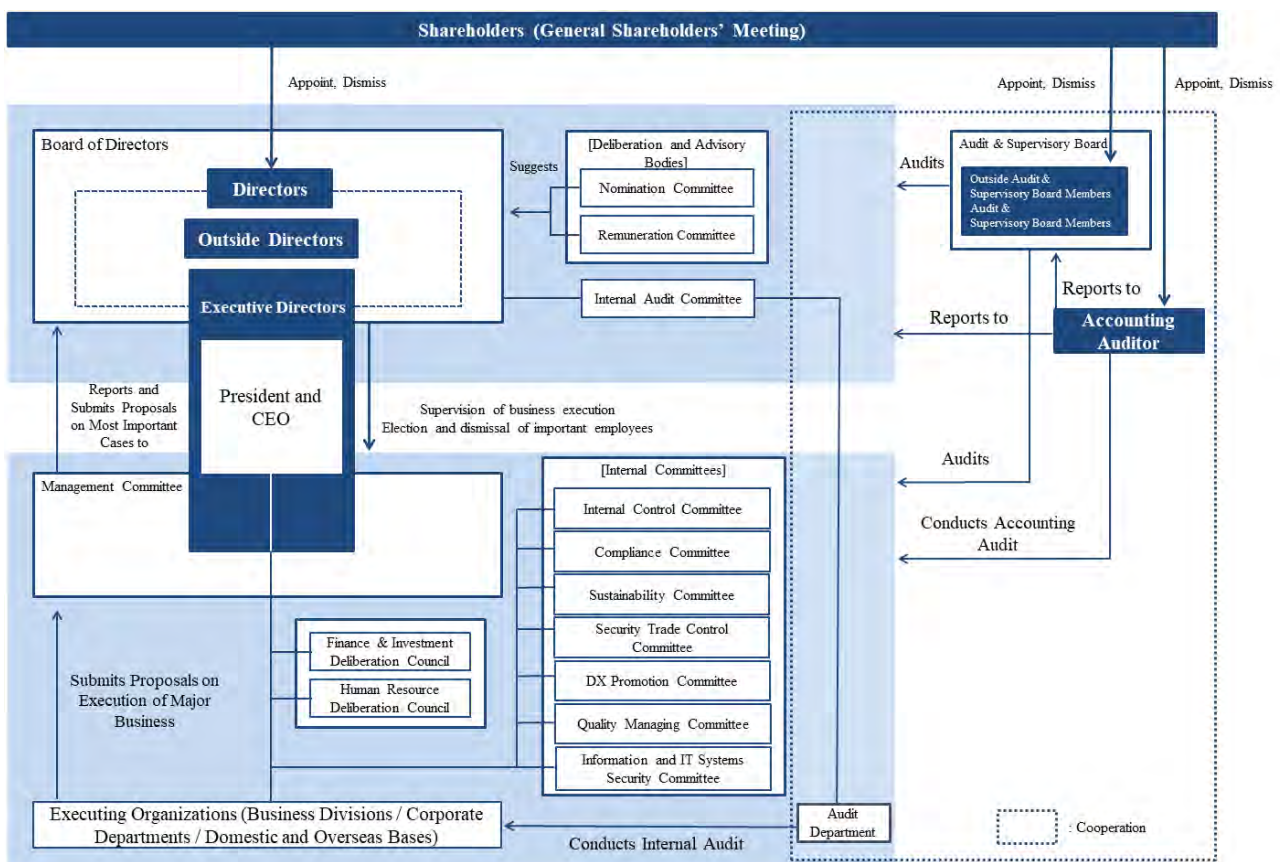 Shareholders (General Shareholders' Meeting)
Appoint, Dismiss
Appoint, Dismiss
Appoint, Dismiss
Board of Directors
Directors
Outside Directors
Executive Directors
President and
CEO
Suggests
[Deliberation and Advisory
Bodies]
Nomination Committee
Remuneration Committee
Internal Audit Committee
Audits
Audit & Supervisory Board
Outside Audit &
Supervisory Board Members
Audit &
Supervisory Board Members
Reports to
Reports to
Accounting
Auditor
Reports and
Submits Proposals
on Most Important
Cases to
Supervision of business execution
Election and dismissal of important employees
Management Committee
[Internal Committees]
Internal Control Committee
Compliance Committee
Sustainability Committee
Security Trade Control
Committee
DX Promotion Committee
Quality Managing Committee
Information and IT Systems
Security Committee
Audits
Conducts Accounting
Audit
Finance & Investment
Deliberation Council
Human Resource
Deliberation Council
Submits Proposals on
Execution of Major
Business
Executing Organizations (Business Divisions / Corporate
Departments / Domestic and Overseas Bases)
Conducts Internal Audit
Audit
Department
: Cooperation